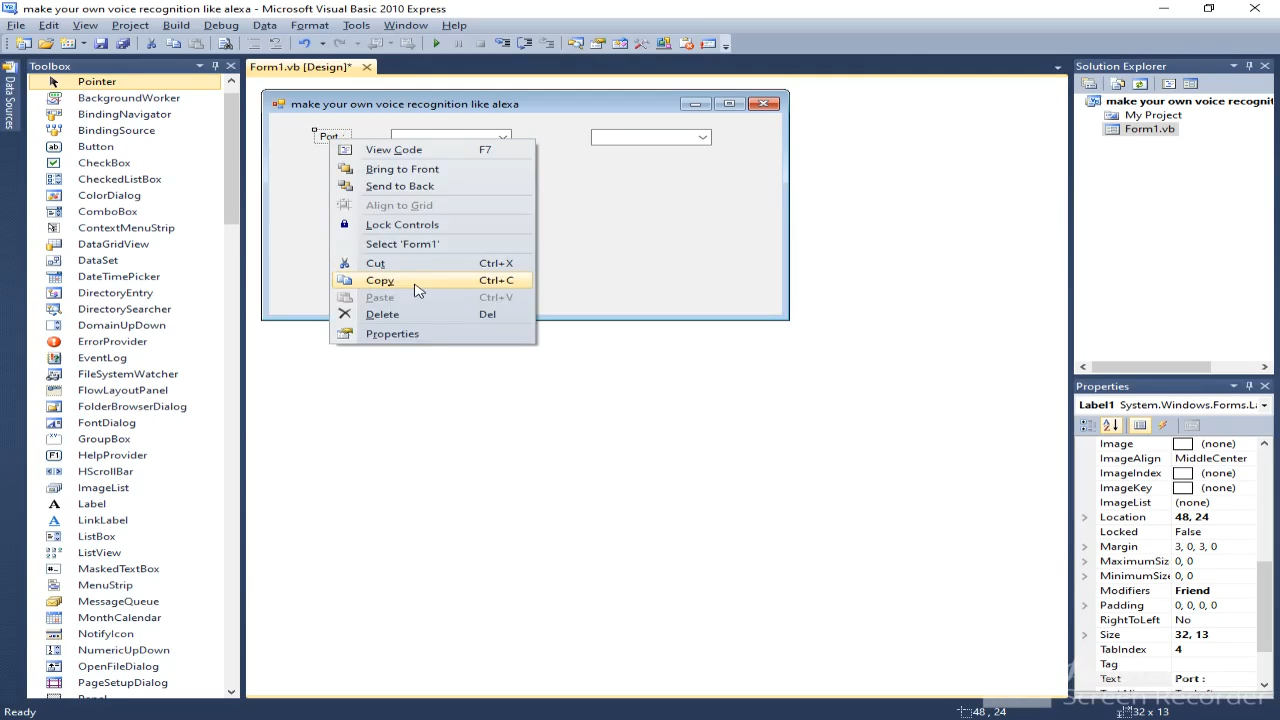 make your own voice recognition like alexa - Microsoft Visual Basic 2010 Express
File Edit View Project Build Debug Data Format Tools Window Help
Data Sources
Toolbox
Pointer
BackgroundWorker
BindingNavigator
BindingSource
Button
CheckBox
CheckedListBox
ColorDialog
ComboBox
ContextMenuStrip
DataGridView
DataSet
DateTimePicker
DirectoryEntry
DirectorySearcher
DomainUpDown
ErrorProvider
EventLog
FileSystemWatcher
FlowLayoutPanel
FolderBrowserDialog
FontDialog
GroupBox
HelpProvider
HScrollBar
ImageList
Label
LinkLabel
ListBox
ListView
MaskedTextBox
MenuStrip
MessageQueue
MonthCalendar
NotifyIcon
NumericUpDown
OpenFileDialog
PageSetupDialog
Form1.vb [Design]*
make your own voice recognition like alexa
Port :
View Code F7
Bring to Front
Send to Back
Align to Grid
Lock Controls
Select 'Form1'
Cut Ctrl+X
Copy Ctrl+C
Paste Ctrl+V
Delete Del
Properties
Solution Explorer
make your own voice recognit
My Project
Form1.vb
Properties
Label1 System.Windows.Forms.La
Image (none)
ImageAlign MiddleCenter
ImageIndex (none)
ImageKey (none)
ImageList (none)
Location 48, 24
Locked False
Margin 3, 0, 3, 0
MaximumSiz 0, 0
MinimumSize 0, 0
Modifiers Friend
Padding 0, 0, 0, 0
RightToLeft No
Size 32, 13
TabIndex 4
Tag
Text Port :
Screen Recorder
Ready 48 , 24 32 x 13